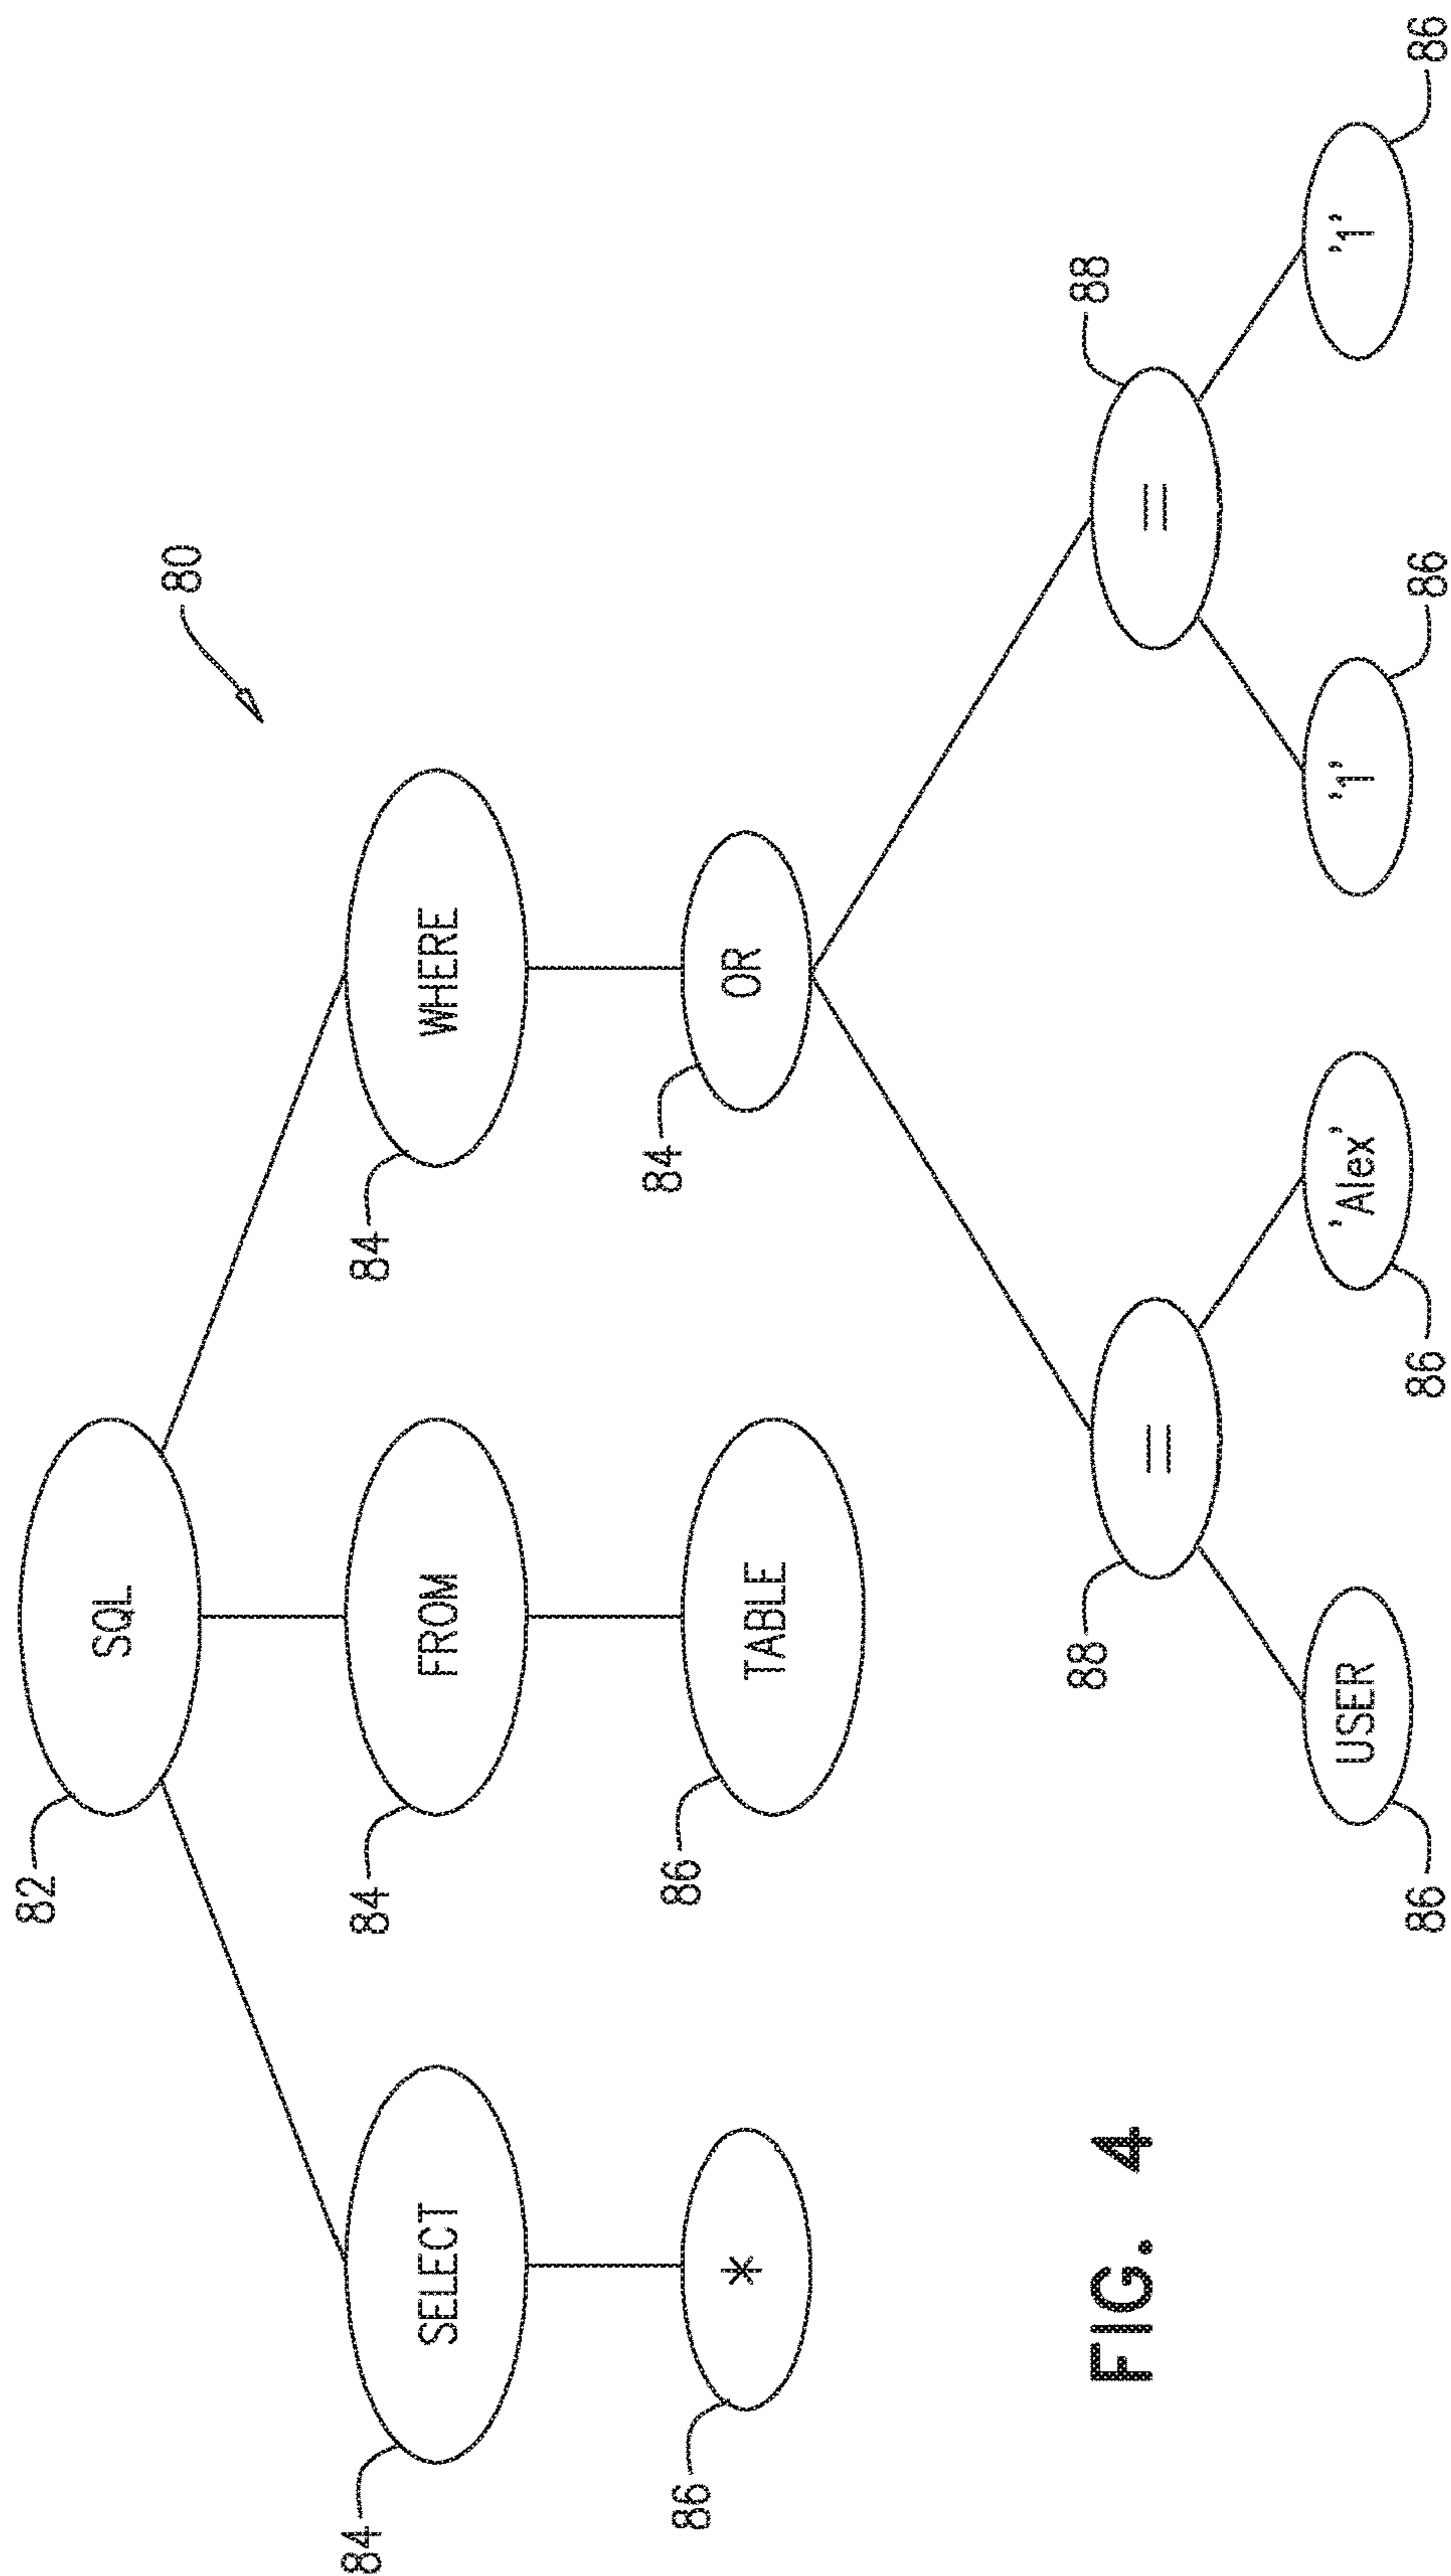 82
SQL
80
84
SELECT
84
FROM
84
WHERE
86
*
86
TABLE
84
OR
88
=
=
88
86
USER
'Alex'
86
'1'
86
'1'
86
FIG. 4